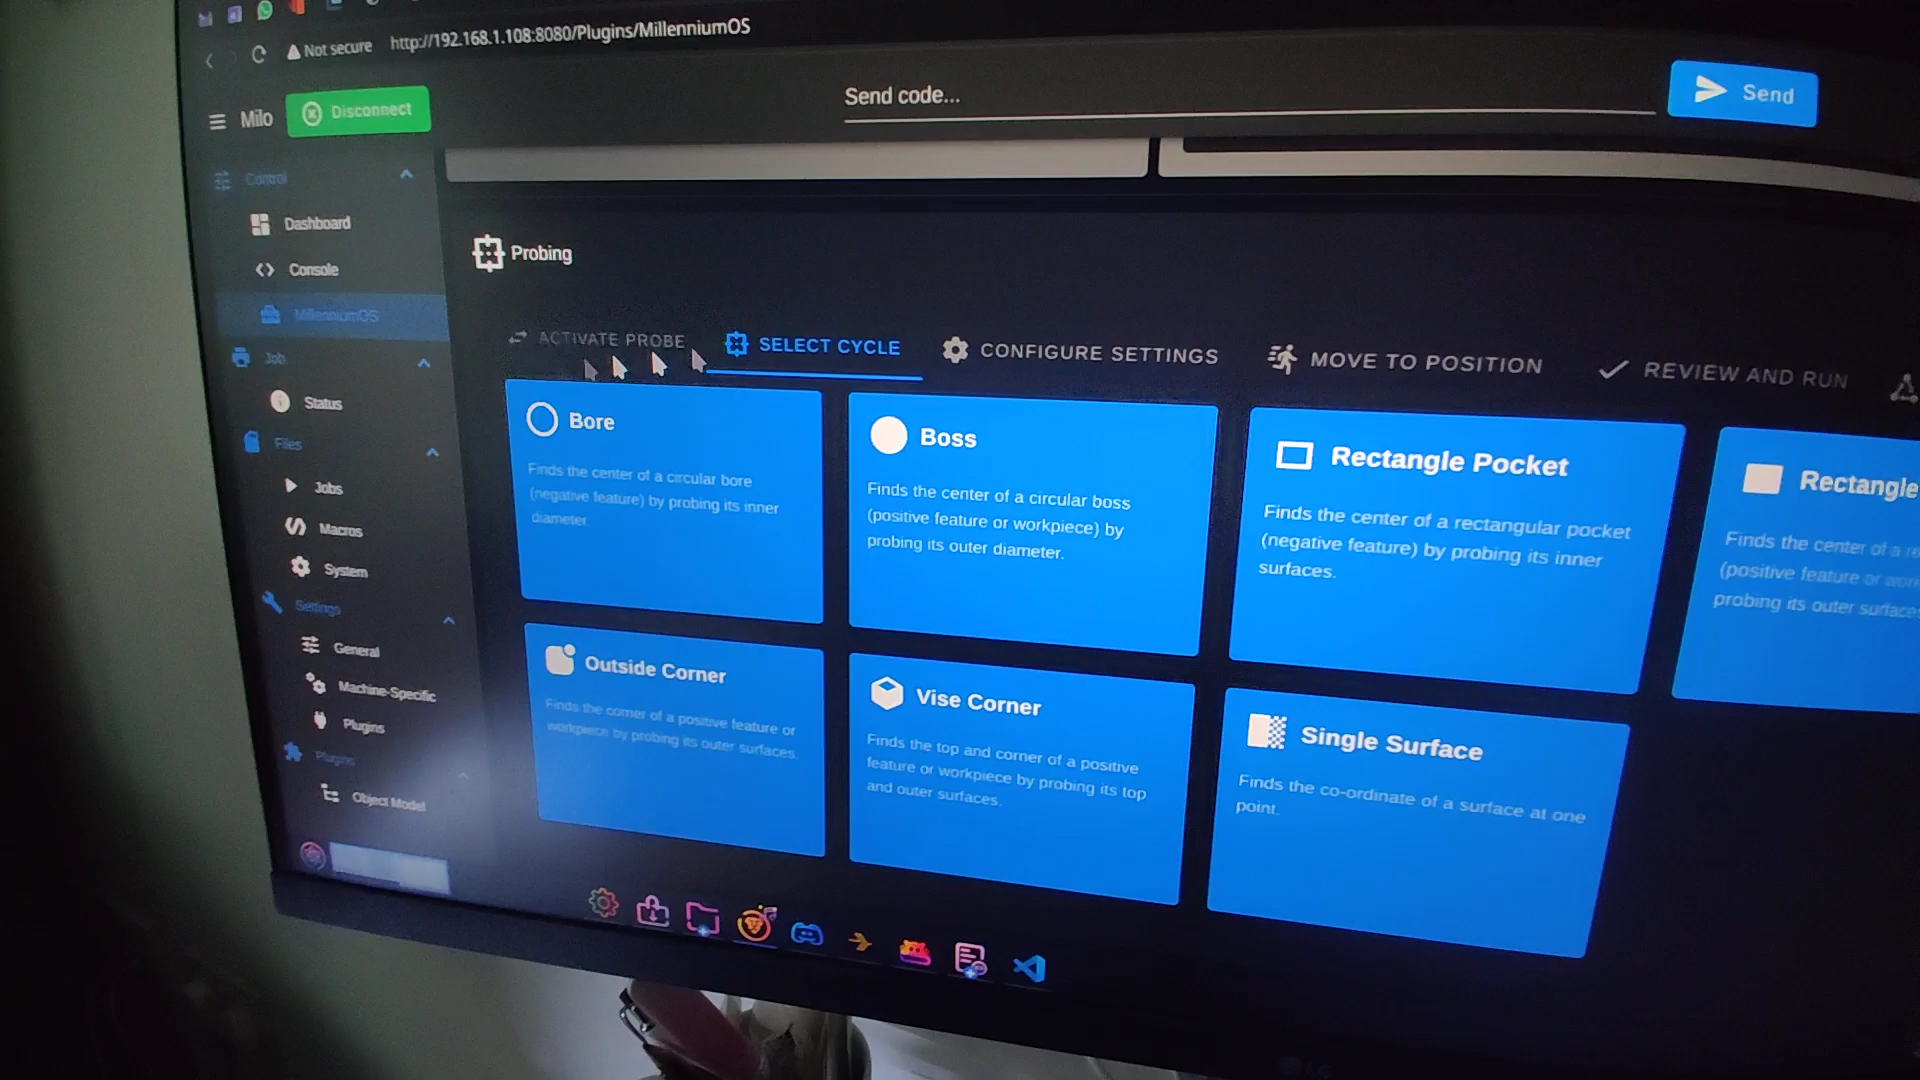 Not secure http://192.168.1.108:8080/Plugins/MillenniumOS
Milo
Disconnect
Send code...
Send
Control
Dashboard
Console
MillenniumOS
Job
Status
Files
Jobs
Macros
System
Settings
General
Machine-Specific
Plugins
Plugins
Object Model
Probing
ACTIVATE PROBE
SELECT CYCLE
CONFIGURE SETTINGS
MOVE TO POSITION
REVIEW AND RUN
Bore
Finds the center of a circular bore
(negative feature) by probing its inner
diameter.
Boss
Finds the center of a circular boss
(positive feature or workpiece) by
probing its outer diameter.
Rectangle Pocket
Finds the center of a rectangular pocket
(negative feature) by probing its inner
surfaces.
Rectangle
Finds the center of a
(positive feature or
probing its outer
Outside Corner
Finds the corner of a positive feature or
workpiece by probing its outer surfaces.
Vise Corner
Finds the top and corner of a positive
feature or workpiece by probing its top
and outer surfaces.
Single Surface
Finds the co-ordinate of a surface at one
point.